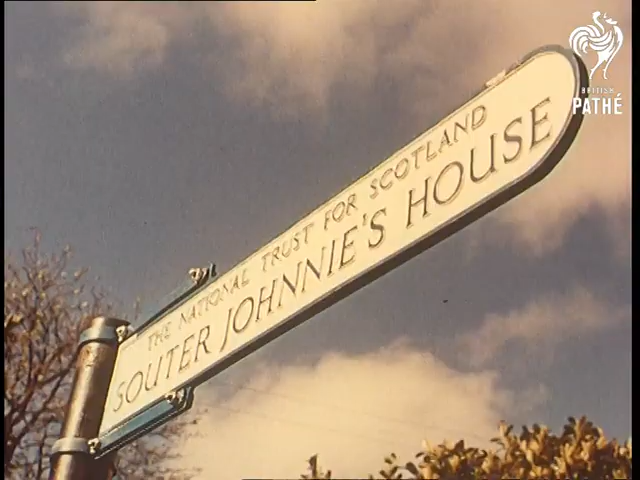 BRITISH
PATHÉ
THE NATIONAL TRUST FOR SCOTLAND
SOUTER JOHNNIE'S HOUSE